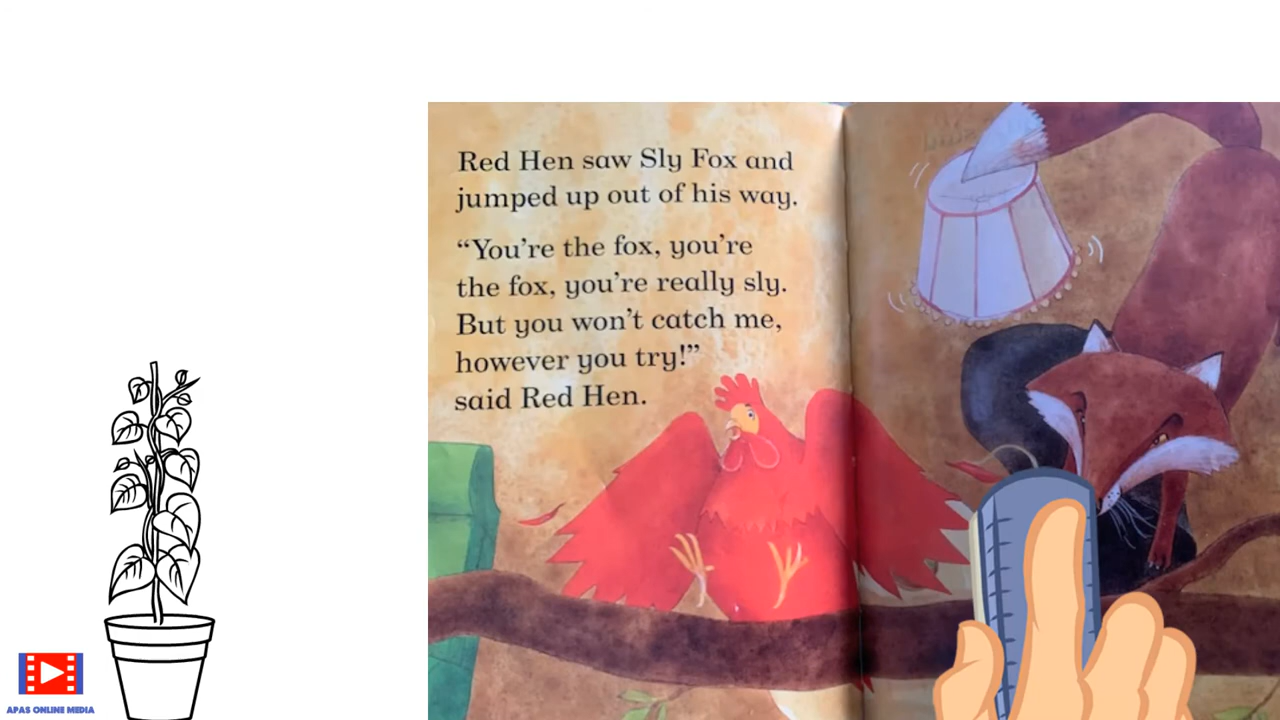 Red Hen saw Sly Fox and
jumped up out of his way.
“You’re the fox, you’re
the fox, you’re really sly.
But you won’t catch me,
however you try!”
said Red Hen.
APAS ONLINE MEDIA